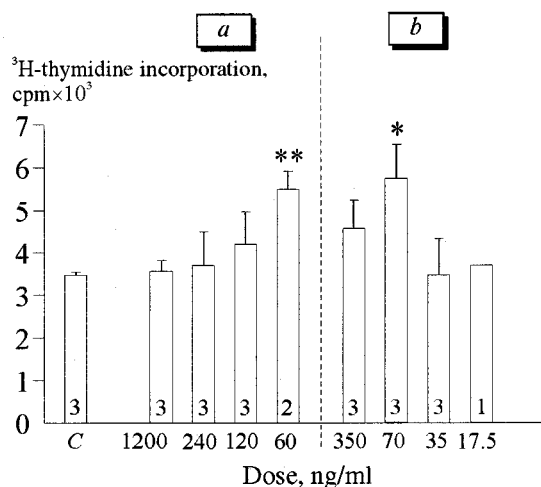 a b
³H-thymidine incorporation,
cpm×10³
7
6
5
4
3
2
1
0
** *
3 3 3 3 2 3 3 3 1
C 1200 240 120 60 350 70 35 17.5
Dose, ng/ml